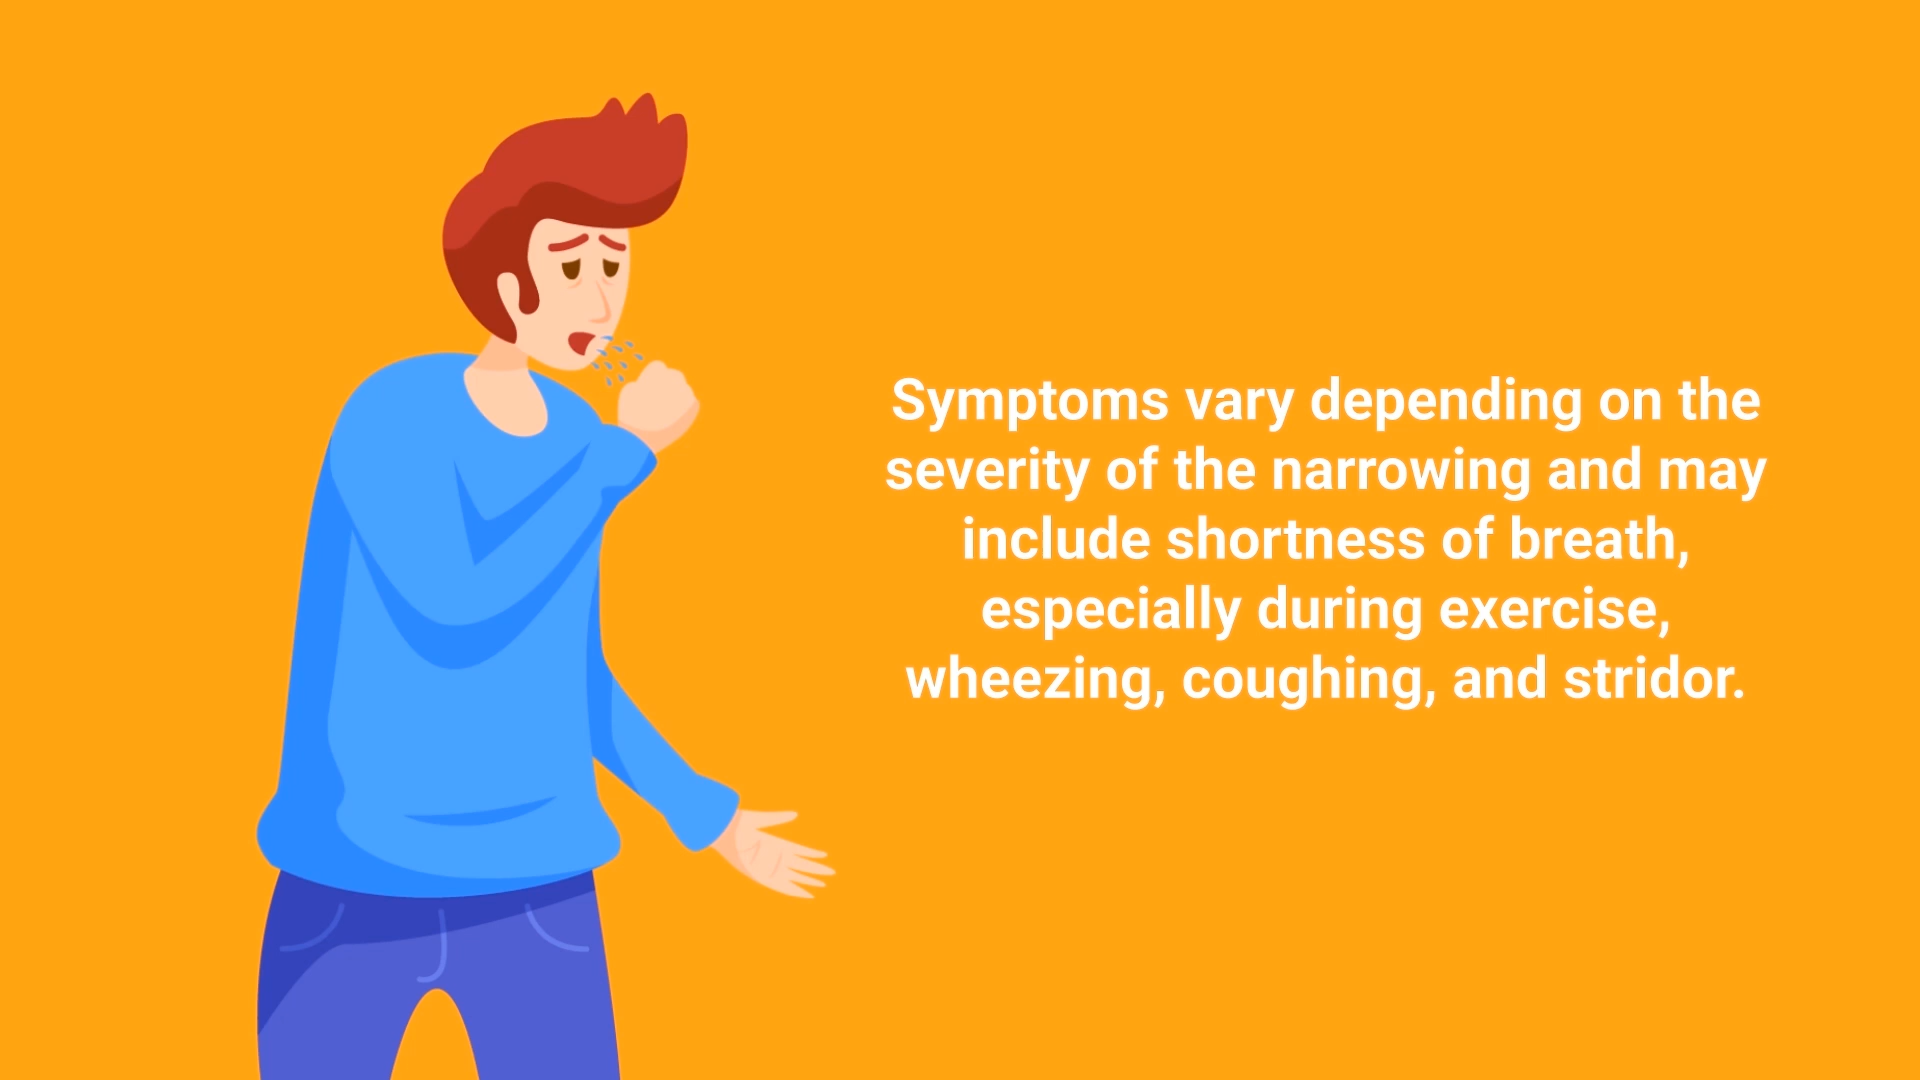 Symptoms vary depending on the
severity of the narrowing and may
include shortness of breath,
especially during exercise,
wheezing, coughing, and stridor.